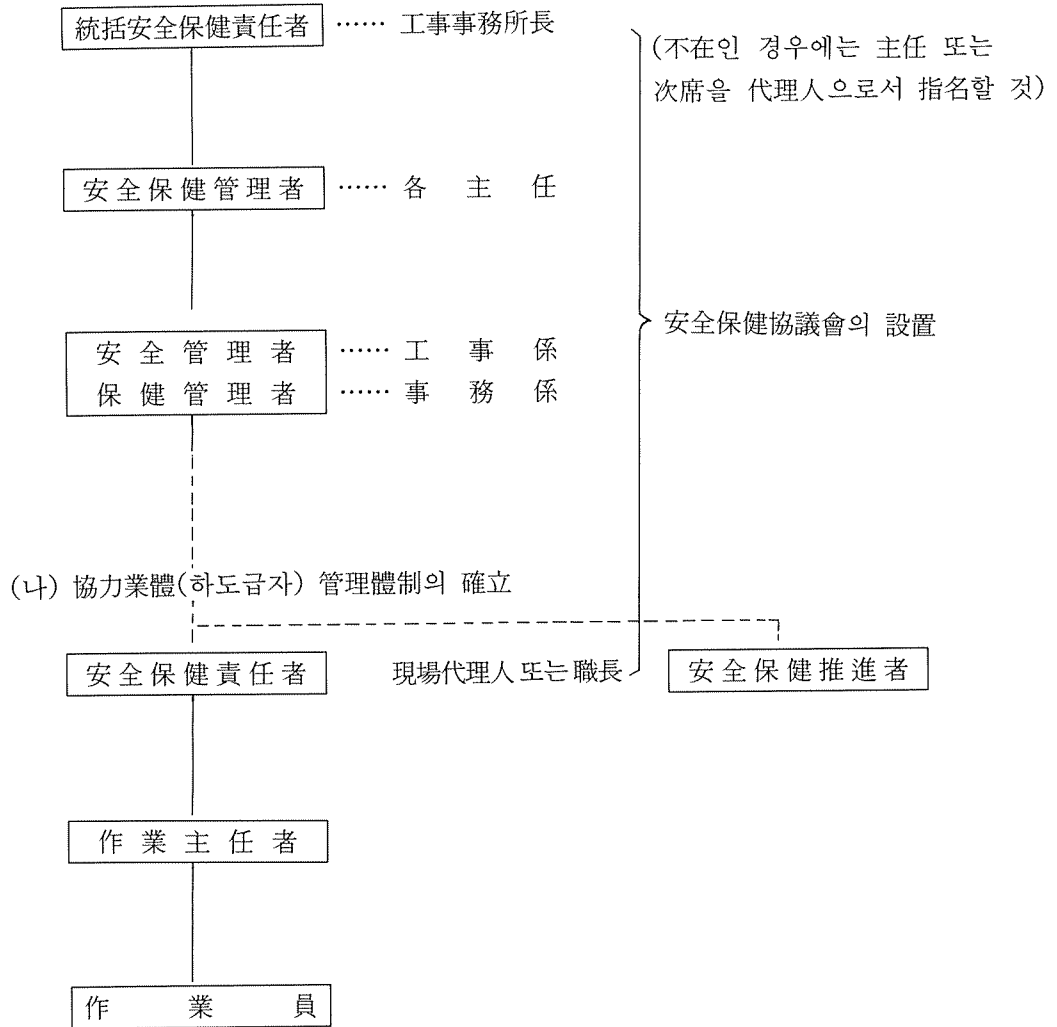 統括安全保健責任者 …… 工事事務所長
(不在인 경우에는 主任 또는
次席을 代理人으로서 指名할 것)
安全保健管理者 …… 各 主 任
安全管理者 …… 工 事 係
保健管理者 …… 事 務 係
安全保健協議會의 設置
(나) 協力業體(하도급자) 管理體制의 確立
安全保健責任者 現場代理人 또는 職長 安全保健推進者
作業主任者
作業員